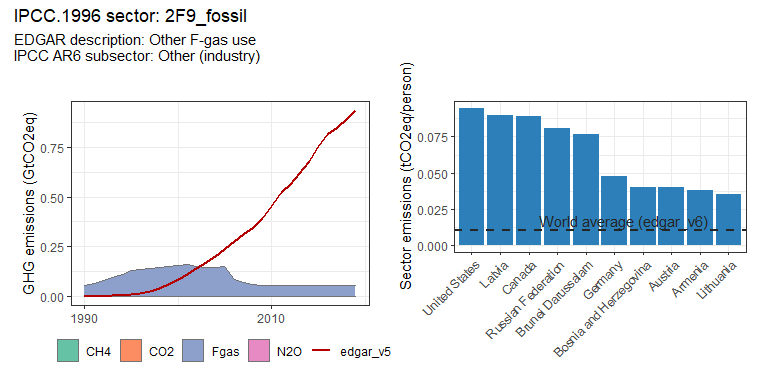 IPCC.1996 sector: 2F9_fossil
EDGAR description: Other F-gas use
IPCC AR6 subsector: Other (industry)
GHG emissions (GtCO2eq)
0.75
0.50
0.25
0.00
1990
2010
CH4
CO2
Fgas
N2O
edgar_v5
Sector emissions (tCO2eq/person)
0.075
0.050
0.025
0.000
World average (edgar_v6)
United States
Latvia
Canada
Russian Federation
Brunei Darussalam
Germany
Bosnia and Herzegovina
Austria
Armenia
Lithuania